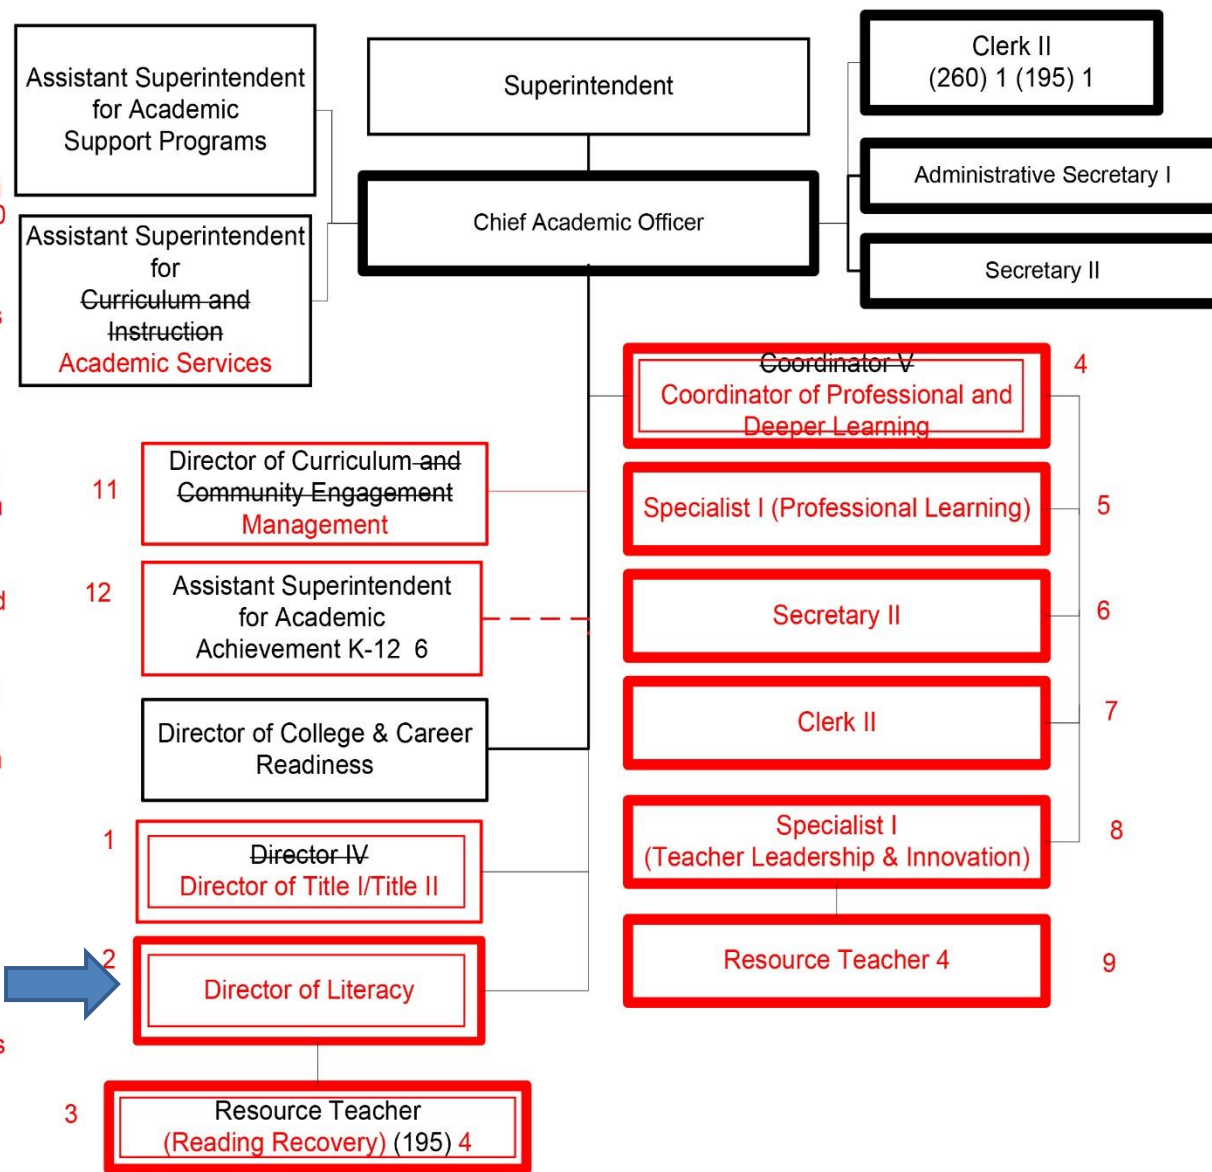 Assistant Superintendent
for Academic
Support Programs
Superintendent
Clerk II
(260) 1 (195) 1
Administrative Secretary I
Chief Academic Officer
Secretary II
Assistant Superintendent
for
Curriculum and
Instruction
Academic Services
Coordinator V
Coordinator of Professional and
Deeper Learning
4
11
Director of Curriculum and
Community Engagement
Management
Specialist I (Professional Learning)
5
12
Assistant Superintendent
for Academic
Achievement K-12 6
Secretary II
6
Director of College & Career
Readiness
Clerk II
7
1
Director IV
Director of Title I/Title II
Specialist I
(Teacher Leadership & Innovation)
8
2
Director of Literacy
Resource Teacher 4
9
3
Resource Teacher
(Reading Recovery) (195) 4